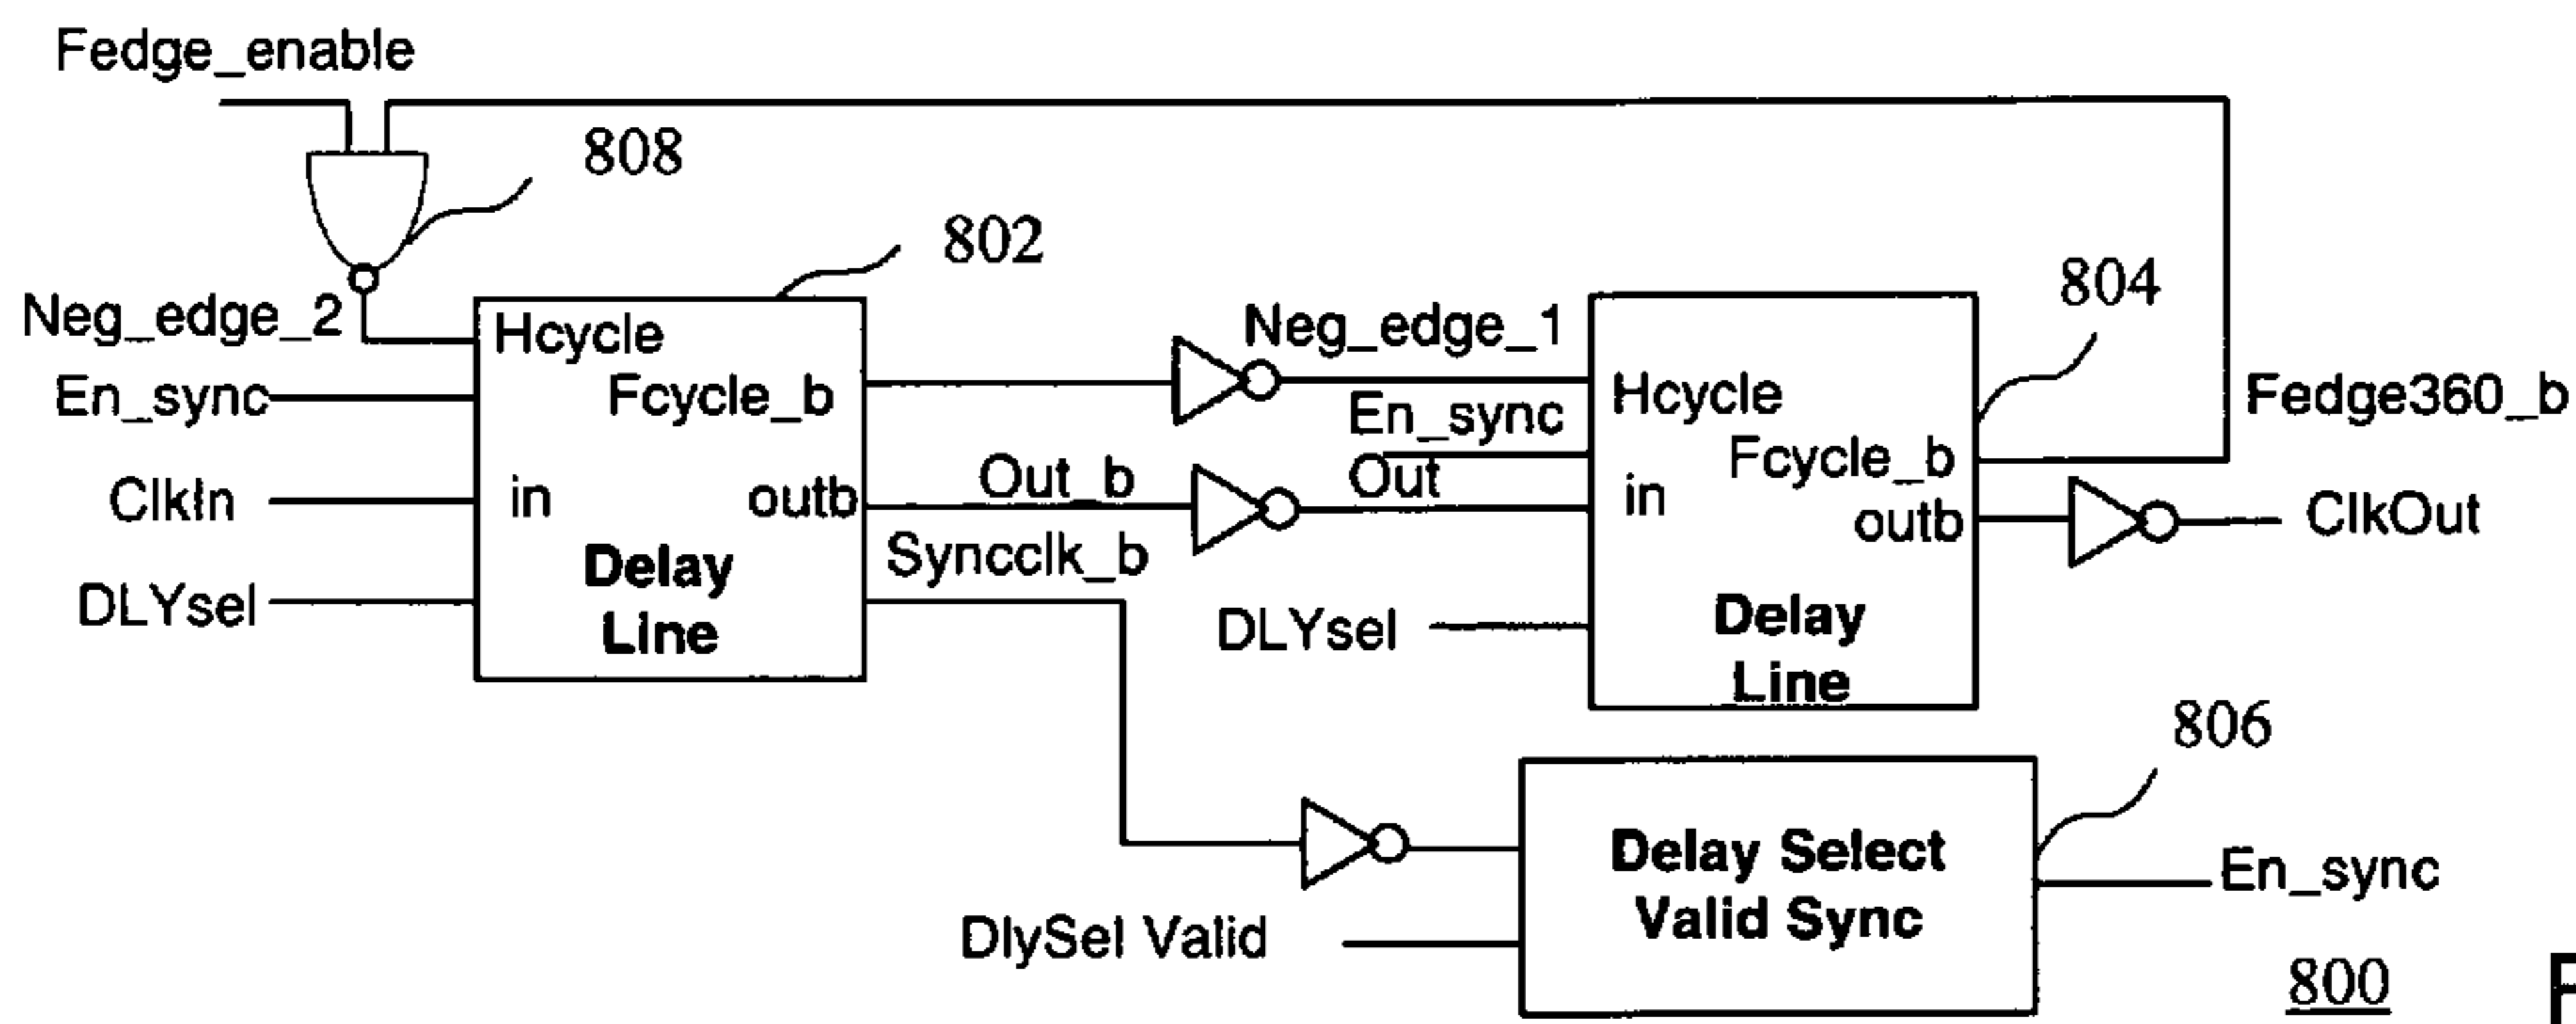 Fedge_enable
808
802
Neg_edge_2
Hcycle
En_sync
Fcycle_b
ClkIn
in
outb
DLYsel
Delay
Line
Out_b
Syncclk_b
Neg_edge_1
En_sync
Out
DLYsel
804
Hcycle
Fcycle_b
in
outb
Delay
Line
Fedge360_b
ClkOut
806
DlySel Valid
Delay Select
Valid Sync
En_sync
800